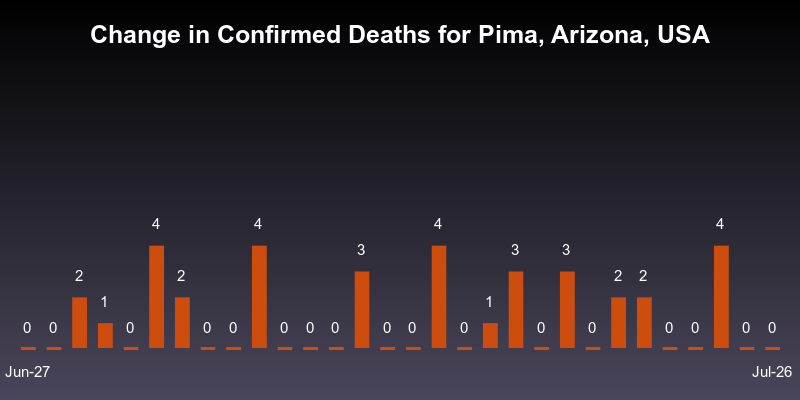 Change in Confirmed Deaths for Pima, Arizona, USA
0 0 2 1 0 4 2 0 0 4 0 0 0 3 0 0 4 0 1 3 0 3 0 2 2 0 0 4 0 0
Jun-27 Jul-26